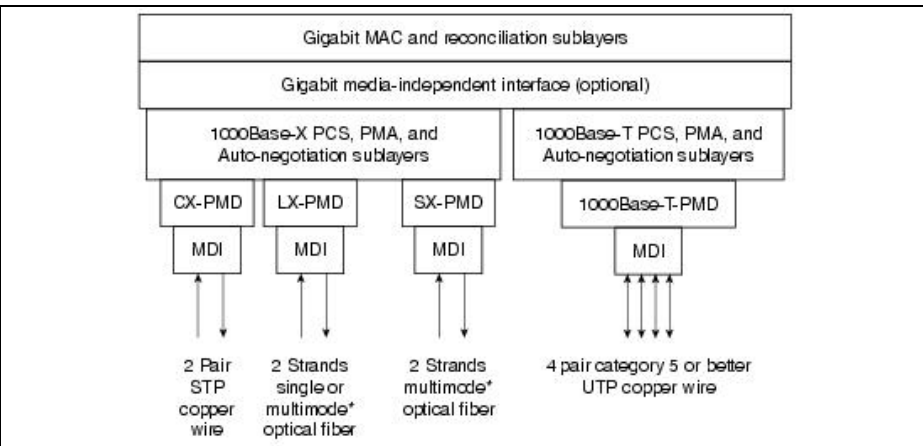 Gigabit MAC and reconciliation sublayers
Gigabit media-independent interface (optional)
1000Base-X PCS, PMA, and
Auto-negotiation sublayers
1000Base-T PCS, PMA, and
Auto-negotiation sublayers
CX-PMD
LX-PMD
SX-PMD
1000Base-T-PMD
MDI
MDI
MDI
MDI
2 Pair
STP
copper
wire
2 Strands
single or
multimode*
optical fiber
2 Strands
multimode*
optical fiber
4 pair category 5 or better
UTP copper wire